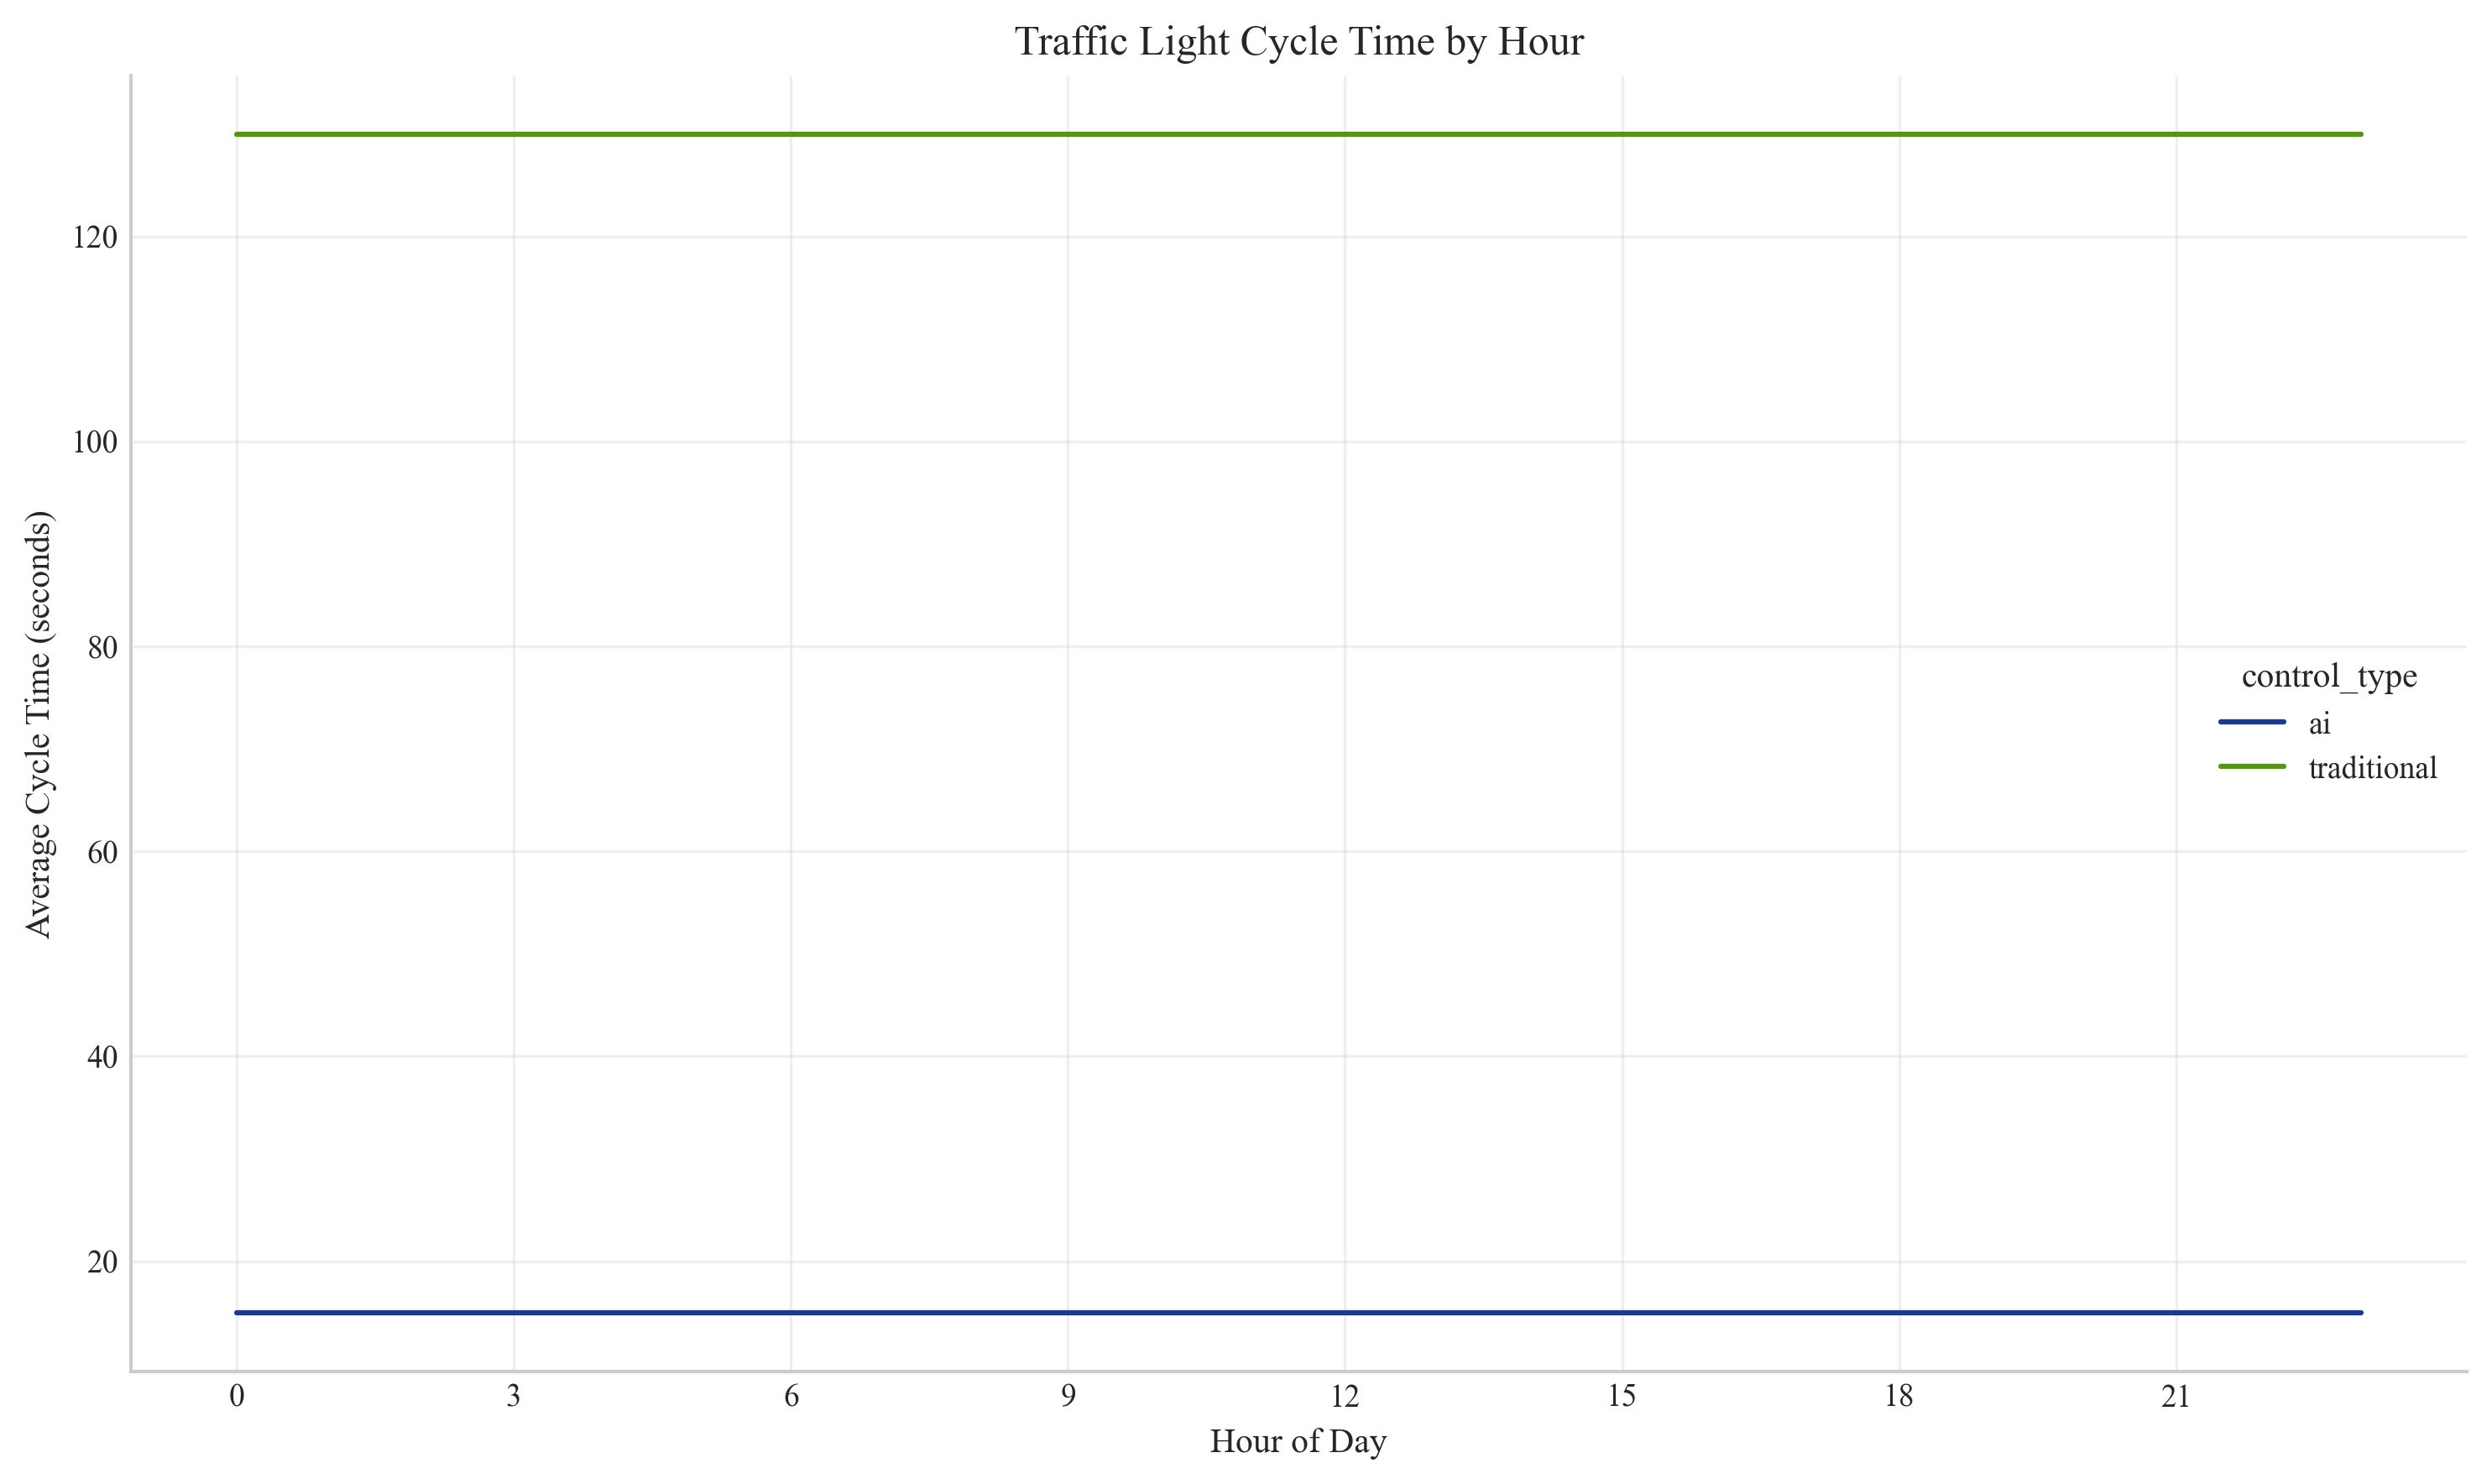 Traffic Light Cycle Time by Hour
Average Cycle Time (seconds)
120
100
80
60
40
20
control_type
ai
traditional
0 3 6 9 12 15 18 21
Hour of Day